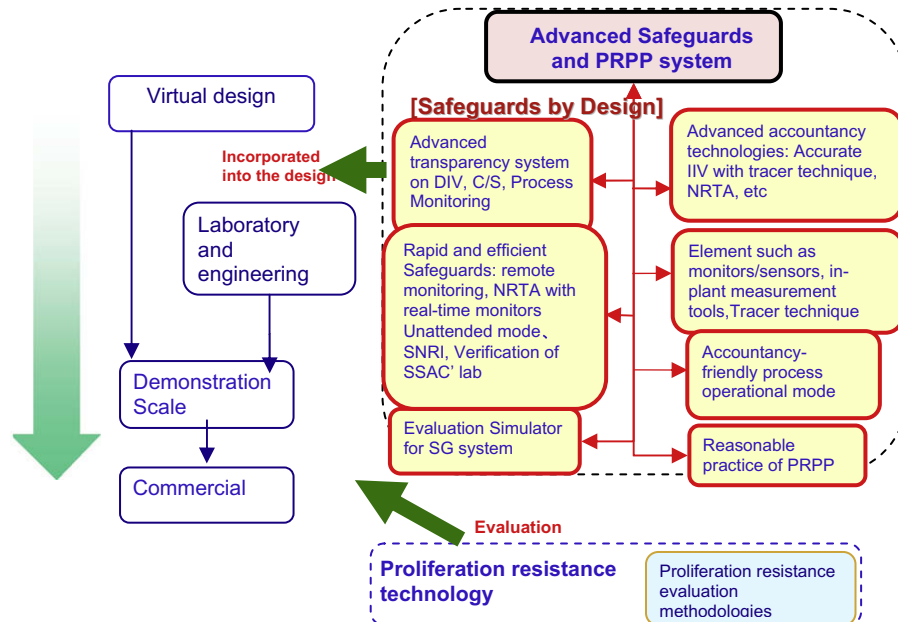 Advanced Safeguards
and PRPP system
[Safeguards by Design]
Virtual design
Incorporated
into the design
Laboratory
and
engineering
Demonstration
Scale
Commercial
Advanced
transparency system
on DIV, C/S, Process
Monitoring
Rapid and efficient
Safeguards: remote
monitoring, NRTA with
real-time monitors
Unattended mode、
SNRI, Verification of
SSAC' lab
Evaluation Simulator
for SG system
Advanced accountancy
technologies: Accurate
IIV with tracer technique,
NRTA, etc
Element such as
monitors/sensors, in-
plant measurement
tools,Tracer technique
Accountancy-
friendly process
operational mode
Reasonable
practice of PRPP
Evaluation
Proliferation resistance
technology
Proliferation resistance
evaluation
methodologies